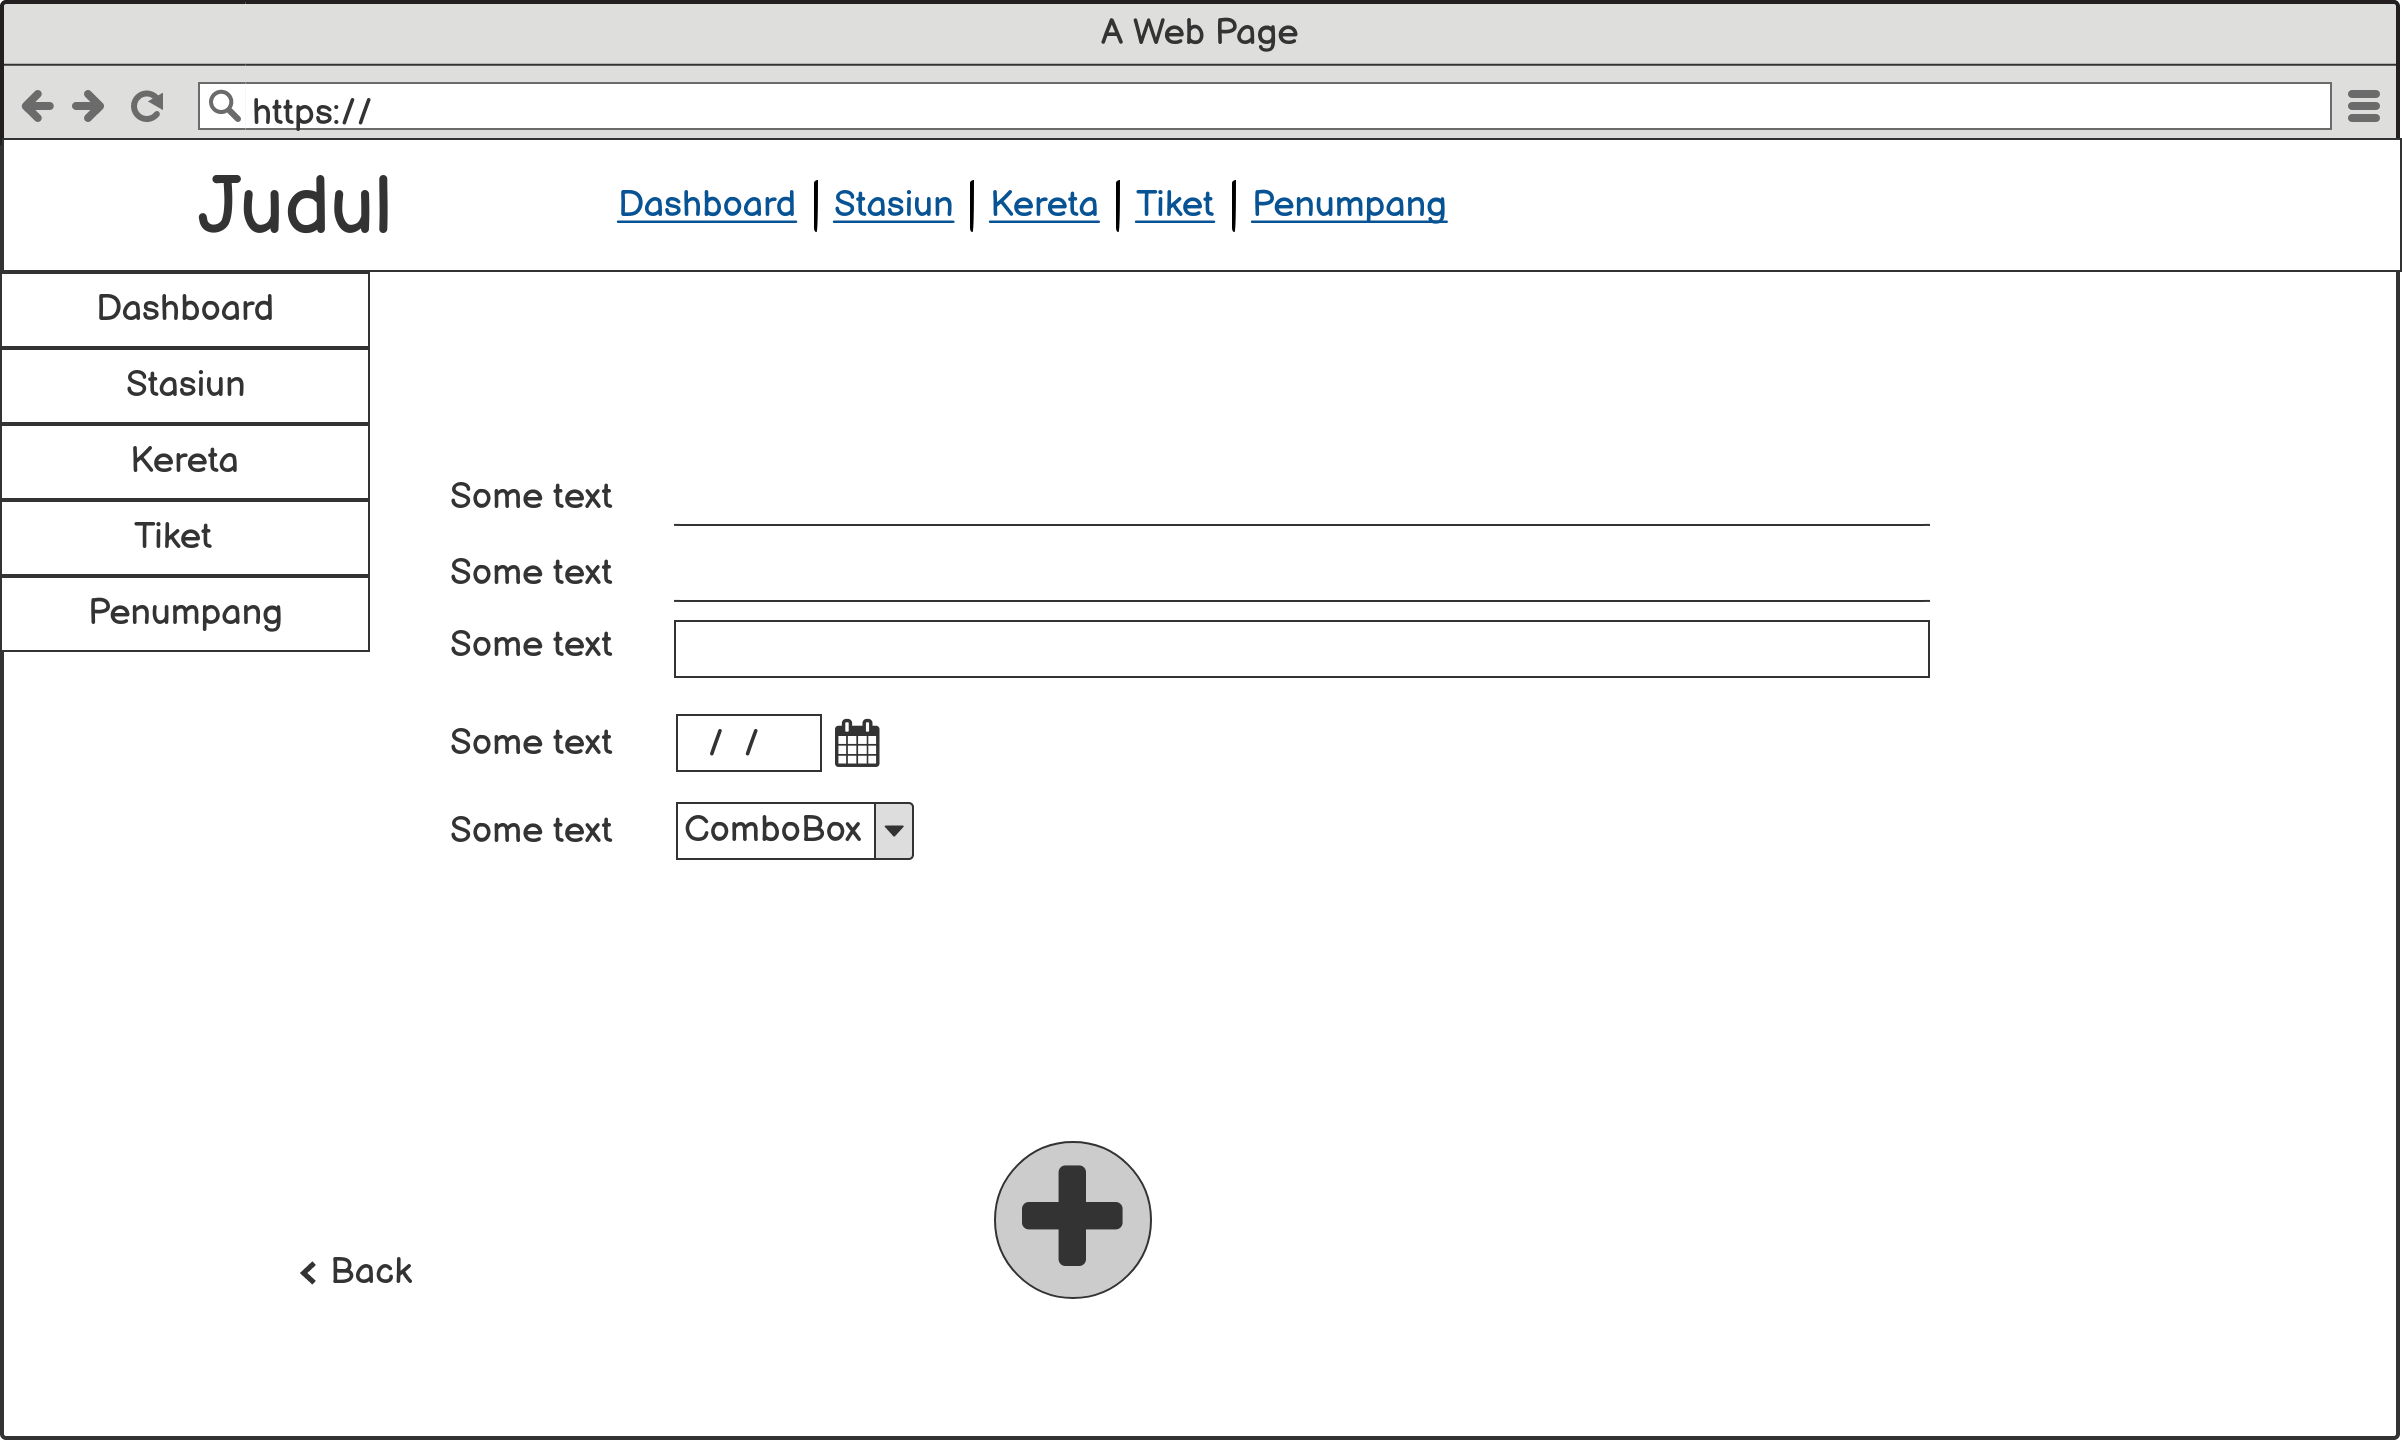 A Web Page
https://
Judul
Dashboard Stasiun Kereta Tiket Penumpang
Dashboard
Stasiun
Kereta
Tiket
Penumpang
Some text
Some text
Some text
Some text / /
Some text ComboBox
Back